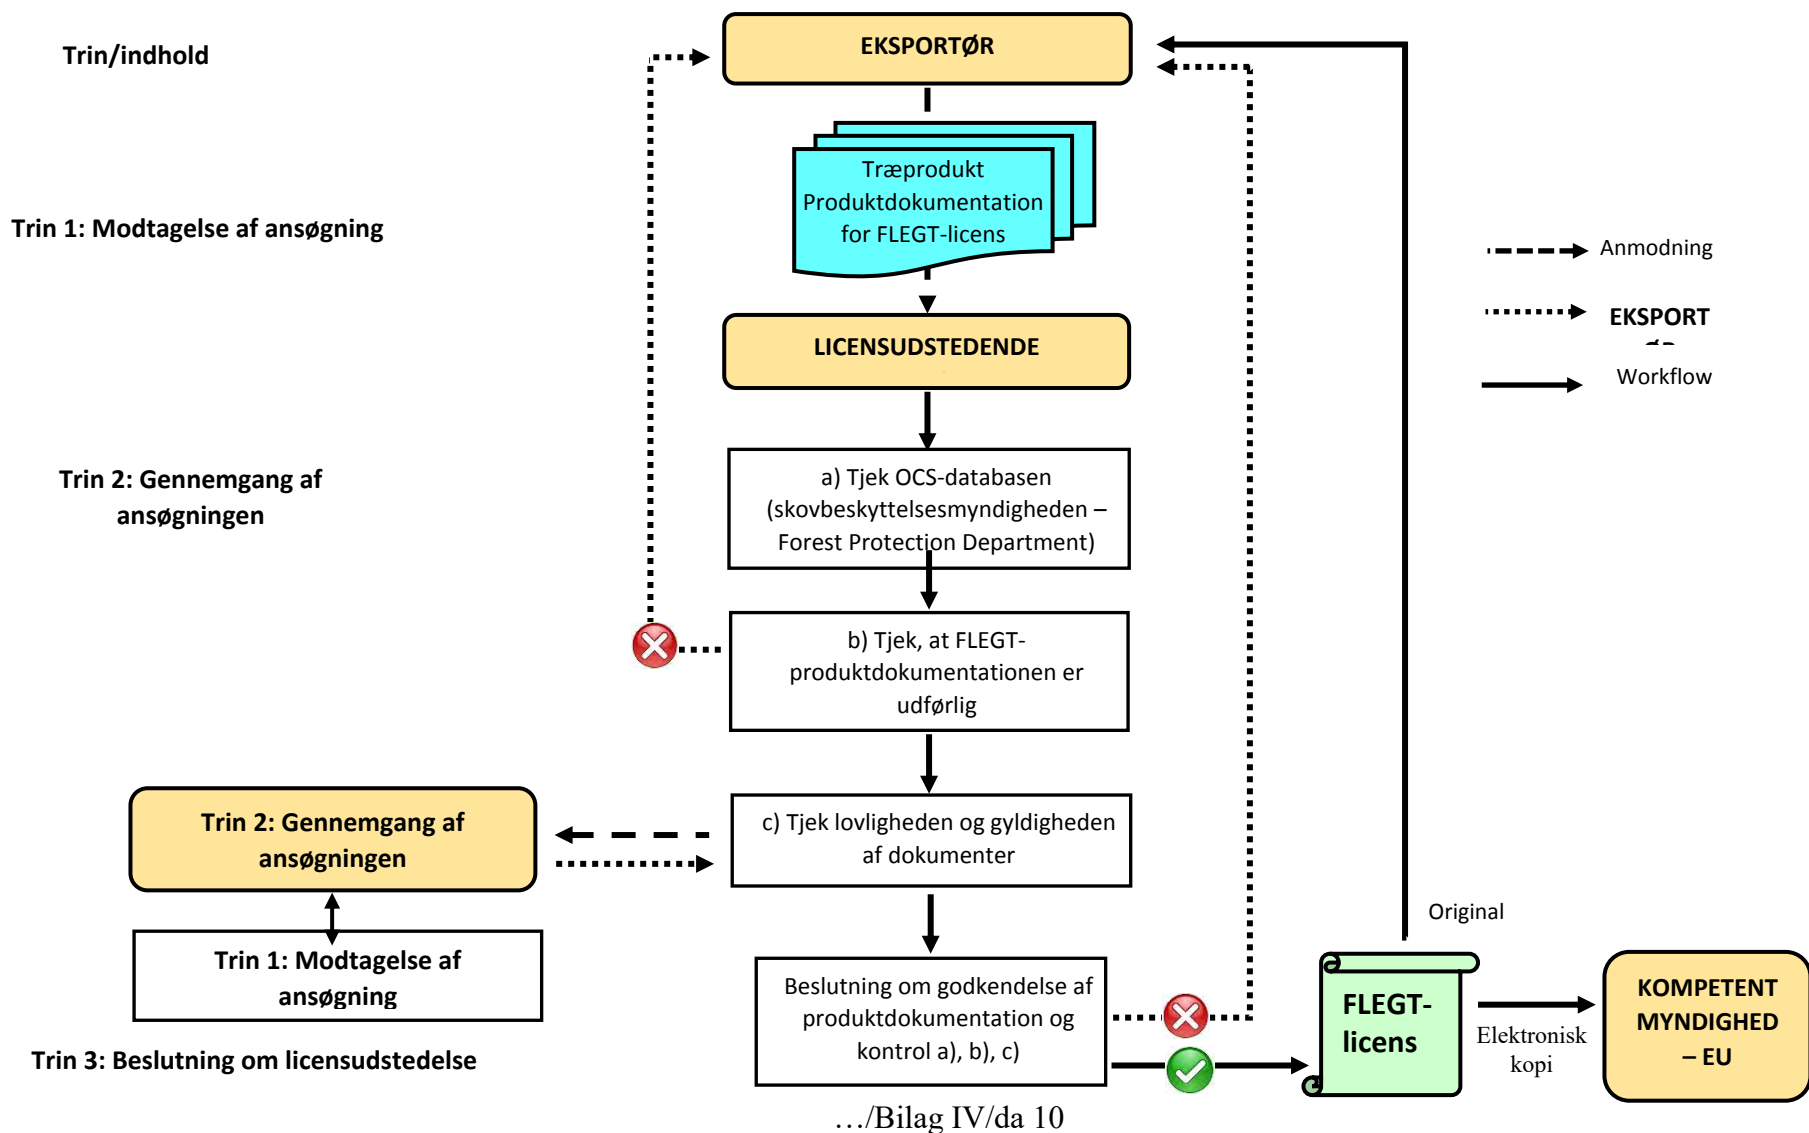 Trin/indhold
EKSPORTØR
Træprodukt
Produktdokumentation
for FLEGT-licens
Trin 1: Modtagelse af ansøgning
Anmodning
EKSPORT
Workflow
LICENSUDSTEDENDE
Trin 2: Gennemgang af
ansøgningen
a) Tjek OCS-databasen
(skovbeskyttelsesmyndigheden –
Forest Protection Department)
b) Tjek, at FLEGT-
produktdokumentationen er
udførlig
Trin 2: Gennemgang af
ansøgningen
c) Tjek lovligheden og gyldigheden
af dokumenter
Trin 1: Modtagelse af
ansøgning
Original
Beslutning om godkendelse af
produktdokumentation og
kontrol a), b), c)
FLEGT-
licens
Elektronisk
kopi
KOMPETENT
MYNDIGHED
– EU
Trin 3: Beslutning om licensudstedelse
…/Bilag IV/da 10